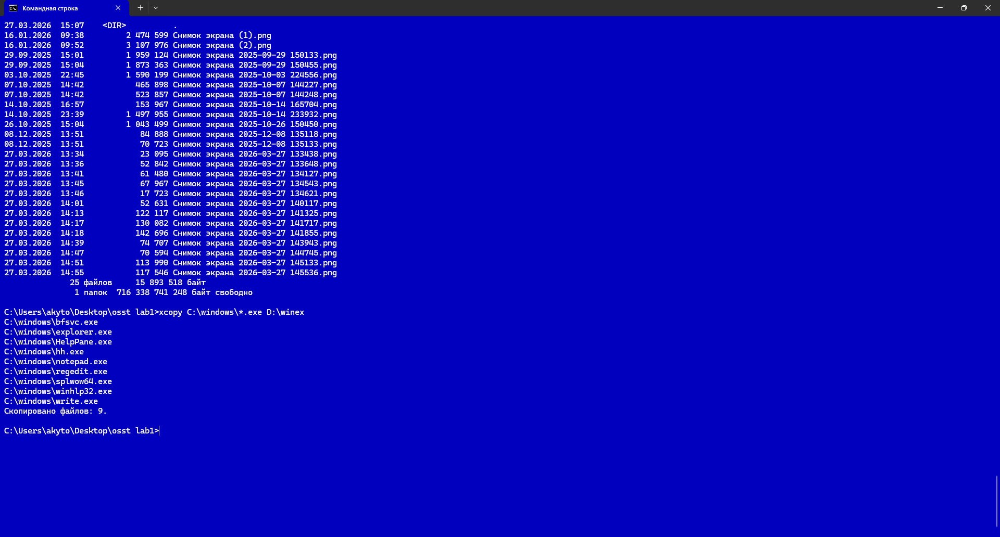 Командная строка
27.03.2026  15:07    <DIR>          .
16.01.2026  09:38         2 474 599 Снимок экрана (1).png
16.01.2026  09:52         3 107 976 Снимок экрана (2).png
29.09.2025  15:01         1 959 124 Снимок экрана 2025-09-29 150133.png
29.09.2025  15:04         1 873 363 Снимок экрана 2025-09-29 150455.png
03.10.2025  22:45         1 590 199 Снимок экрана 2025-10-03 224556.png
07.10.2025  14:42           465 898 Снимок экрана 2025-10-07 144227.png
07.10.2025  14:42           523 857 Снимок экрана 2025-10-07 144248.png
14.10.2025  16:57           153 967 Снимок экрана 2025-10-14 165704.png
14.10.2025  23:39         1 497 955 Снимок экрана 2025-10-14 233932.png
26.10.2025  15:04         1 043 499 Снимок экрана 2025-10-26 150450.png
08.12.2025  13:51            84 888 Снимок экрана 2025-12-08 135118.png
08.12.2025  13:51            70 723 Снимок экрана 2025-12-08 135133.png
27.03.2026  13:34            23 095 Снимок экрана 2026-03-27 133438.png
27.03.2026  13:36            52 842 Снимок экрана 2026-03-27 133648.png
27.03.2026  13:41            61 480 Снимок экрана 2026-03-27 134127.png
27.03.2026  13:45            67 967 Снимок экрана 2026-03-27 134543.png
27.03.2026  13:46            17 723 Снимок экрана 2026-03-27 134621.png
27.03.2026  14:01            52 631 Снимок экрана 2026-03-27 140117.png
27.03.2026  14:13           122 117 Снимок экрана 2026-03-27 141325.png
27.03.2026  14:17           130 082 Снимок экрана 2026-03-27 141717.png
27.03.2026  14:18           142 696 Снимок экрана 2026-03-27 141855.png
27.03.2026  14:39            74 707 Снимок экрана 2026-03-27 143943.png
27.03.2026  14:47            70 594 Снимок экрана 2026-03-27 144745.png
27.03.2026  14:51           113 990 Снимок экрана 2026-03-27 145133.png
27.03.2026  14:55           117 546 Снимок экрана 2026-03-27 145536.png
25 файлов     15 893 518 байт
1 папок  716 338 741 248 байт свободно
C:\Users\akyto\Desktop\osst lab1>xcopy C:\windows\*.exe D:\winex
C:\windows\bfsvc.exe
C:\windows\explorer.exe
C:\windows\HelpPane.exe
C:\windows\hh.exe
C:\windows\notepad.exe
C:\windows\regedit.exe
C:\windows\splwow64.exe
C:\windows\winhlp32.exe
C:\windows\write.exe
Скопировано файлов: 9.
C:\Users\akyto\Desktop\osst lab1>